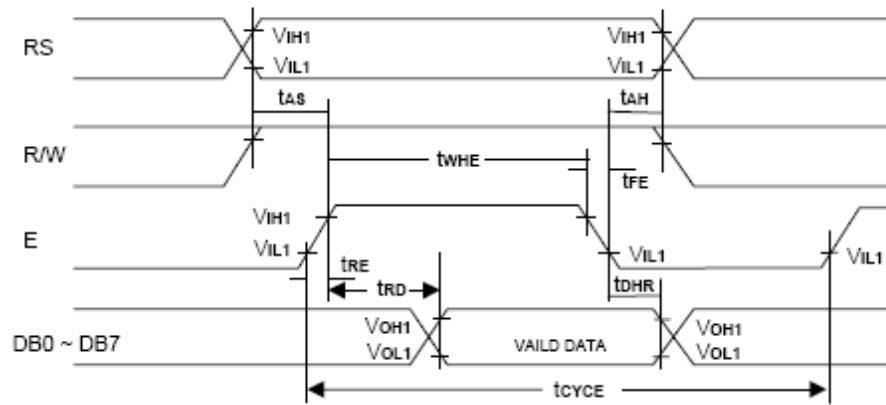 RS
VIH1
VIL1
VIH1
VIL1
tAS
tAH
R/W
tWHE
tFE
E
VIH1
VIL1
VIL1
VIL1
tRE
tRD
tDHR
DB0 ~ DB7
VOH1
VOL1
VAILD DATA
VOH1
VOL1
tCYCE